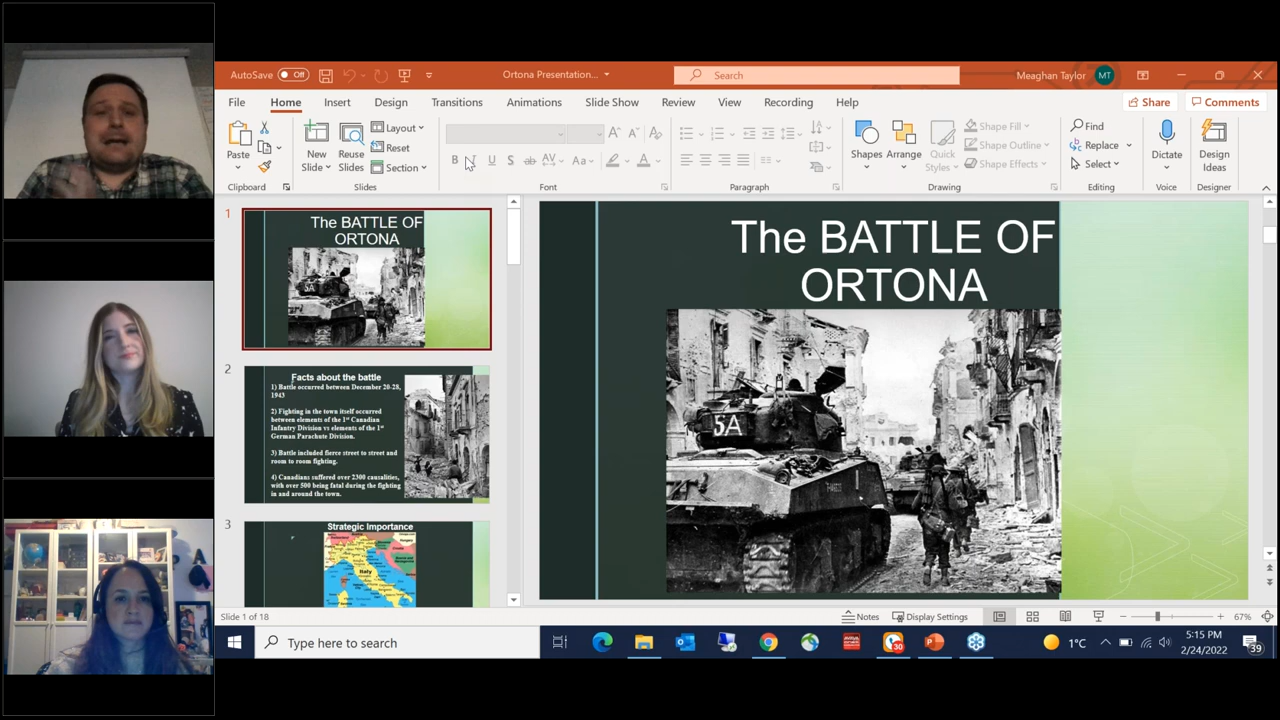 AutoSave Off
Ortona Presentation...
Search
Meaghan Taylor MT
File Home Insert Design Transitions Animations Slide Show Review View Recording Help
Share Comments
Paste
New Slide
Reuse Slides
Layout
Reset
Section
B I U S ab AV Aa A
Shapes
Arrange
Quick Styles
Shape Fill
Shape Outline
Shape Effects
Find
Replace
Select
Dictate
Design Ideas
Clipboard Slides Font Paragraph Drawing Editing Voice Designer
1
The BATTLE OF
ORTONA
5A
2
Facts about the battle
1) Battle occurred between December 20-28,
1943
2) Fighting in the town itself occurred
between elements of the 1st Canadian
Infantry Division vs elements of the 1st
German Parachute Division.
3) Battle included fierce street to street and
room to room fighting.
4) Canadians suffered over 2300 causalities,
with over 500 being fatal during the fighting
in and around the town.
3
Strategic Importance
Italy
The BATTLE OF
ORTONA
5A
Slide 1 of 18
Notes
Display Settings
67%
Type here to search
30
1°C
5:15 PM
2/24/2022
39